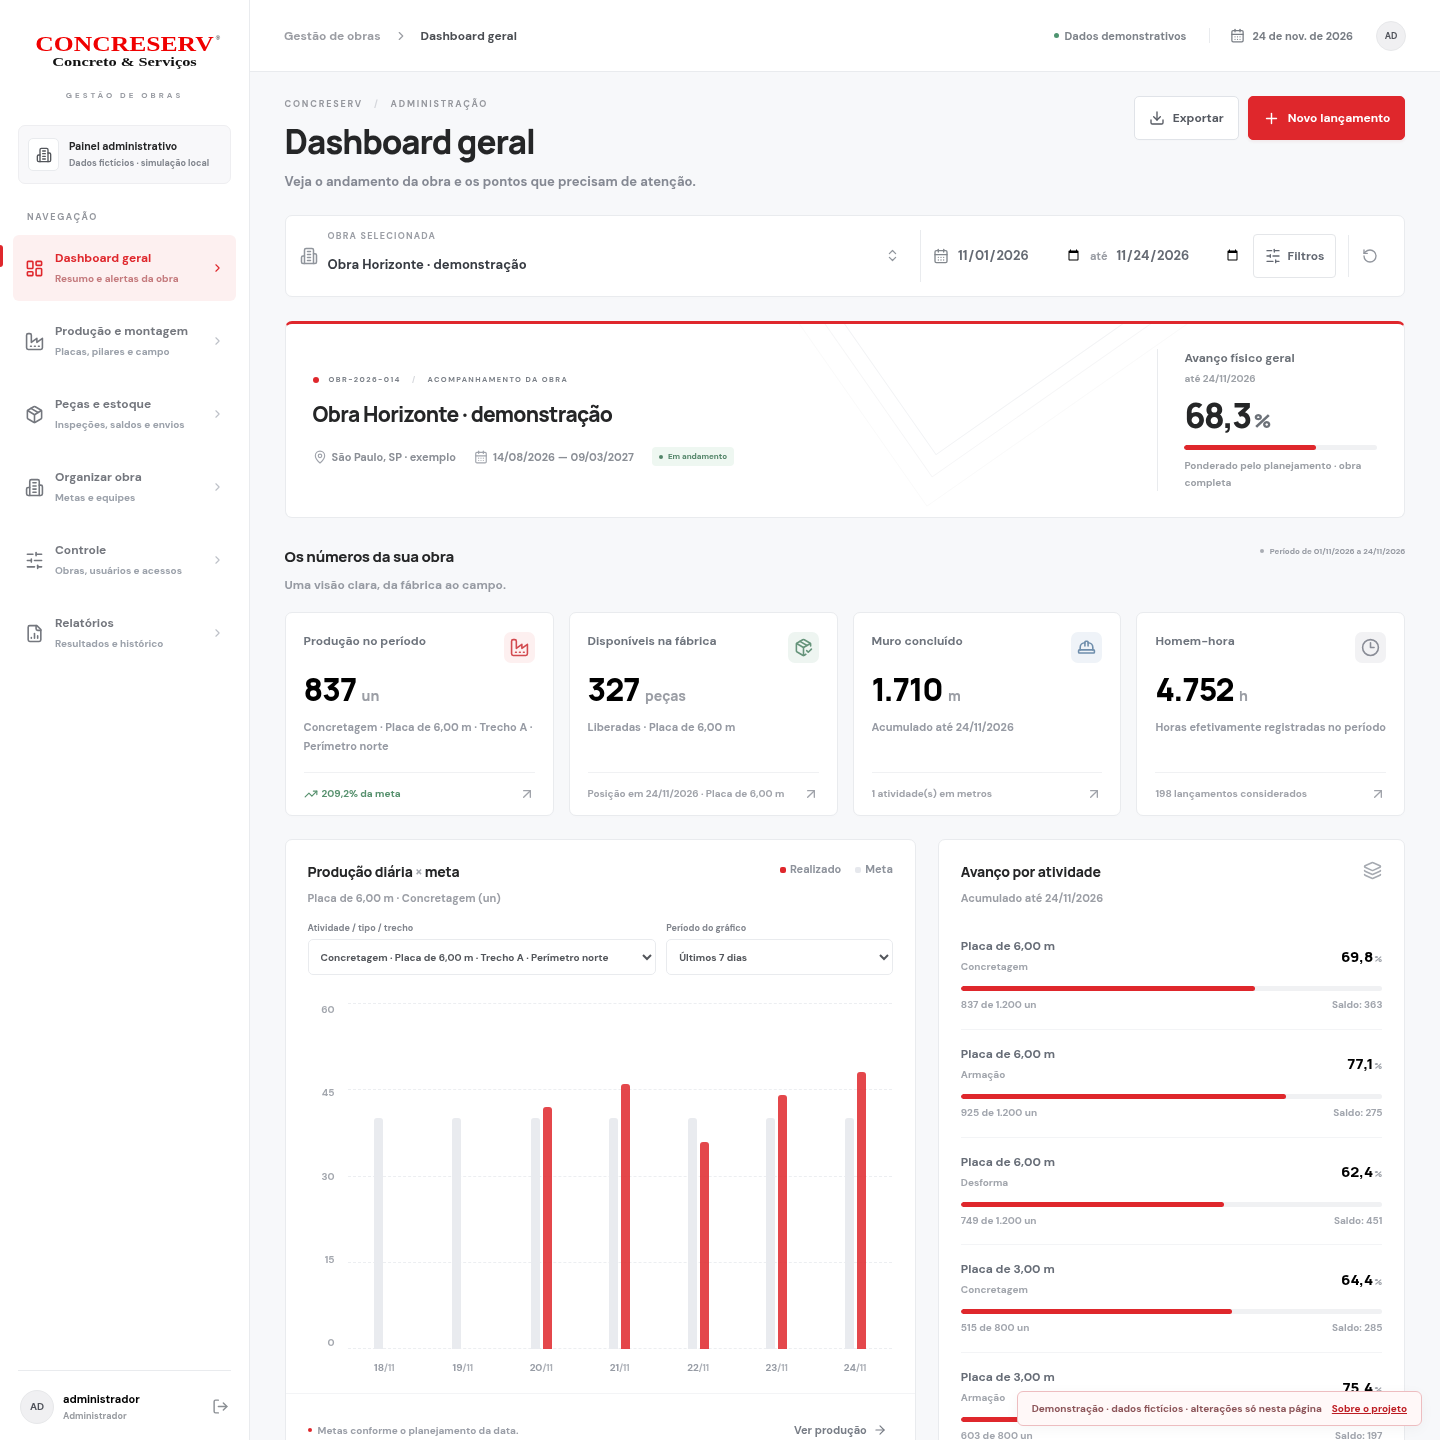 CONCRESERV®
Concreto & Serviços
GESTÃO DE OBRAS
Painel administrativo
Dados fictícios · simulação local
NAVEGAÇÃO
Dashboard geral
Resumo e alertas da obra
Produção e montagem
Placas, pilares e campo
Peças e estoque
Inspeções, saldos e envios
Organizar obra
Metas e equipes
Controle
Obras, usuários e acessos
Relatórios
Resultados e histórico
AD
administrador
Administrador
Gestão de obras
Dashboard geral
Dados demonstrativos
24 de nov. de 2026
AD
CONCRESERV / ADMINISTRAÇÃO
Dashboard geral
Veja o andamento da obra e os pontos que precisam de atenção.
Exportar
Novo lançamento
OBRA SELECIONADA
Obra Horizonte · demonstração
11/01/2026
até
11/24/2026
Filtros
OBR-2026-014 / ACOMPANHAMENTO DA OBRA
Obra Horizonte · demonstração
São Paulo, SP · exemplo
14/08/2026 — 09/03/2027
Em andamento
Avanço físico geral
até 24/11/2026
68,3%
Ponderado pelo planejamento · obra
completa
Os números da sua obra
Uma visão clara, da fábrica ao campo.
Período de 01/11/2026 a 24/11/2026
Produção no período
837 un
Concretagem · Placa de 6,00 m · Trecho A ·
Perímetro norte
209,2% da meta
Disponíveis na fábrica
327 peças
Liberadas · Placa de 6,00 m
Posição em 24/11/2026 · Placa de 6,00 m
Muro concluído
1.710 m
Acumulado até 24/11/2026
1 atividade(s) em metros
Homem-hora
4.752 h
Horas efetivamente registradas no período
198 lançamentos considerados
Produção diária × meta
Placa de 6,00 m · Concretagem (un)
Realizado
Meta
Atividade / tipo / trecho
Concretagem · Placa de 6,00 m · Trecho A · Perímetro norte
Período do gráfico
Últimos 7 dias
60
45
30
15
0
18/11
19/11
20/11
21/11
22/11
23/11
24/11
Metas conforme o planejamento da data.
Ver produção
Avanço por atividade
Acumulado até 24/11/2026
Placa de 6,00 m
Concretagem
69,8%
837 de 1.200 un
Saldo: 363
Placa de 6,00 m
Armação
77,1%
925 de 1.200 un
Saldo: 275
Placa de 6,00 m
Desforma
62,4%
749 de 1.200 un
Saldo: 451
Placa de 3,00 m
Concretagem
64,4%
515 de 800 un
Saldo: 285
Placa de 3,00 m
Armação
75,4%
603 de 800 un
Saldo: 197
Demonstração · dados fictícios · alterações só nesta página
Sobre o projeto